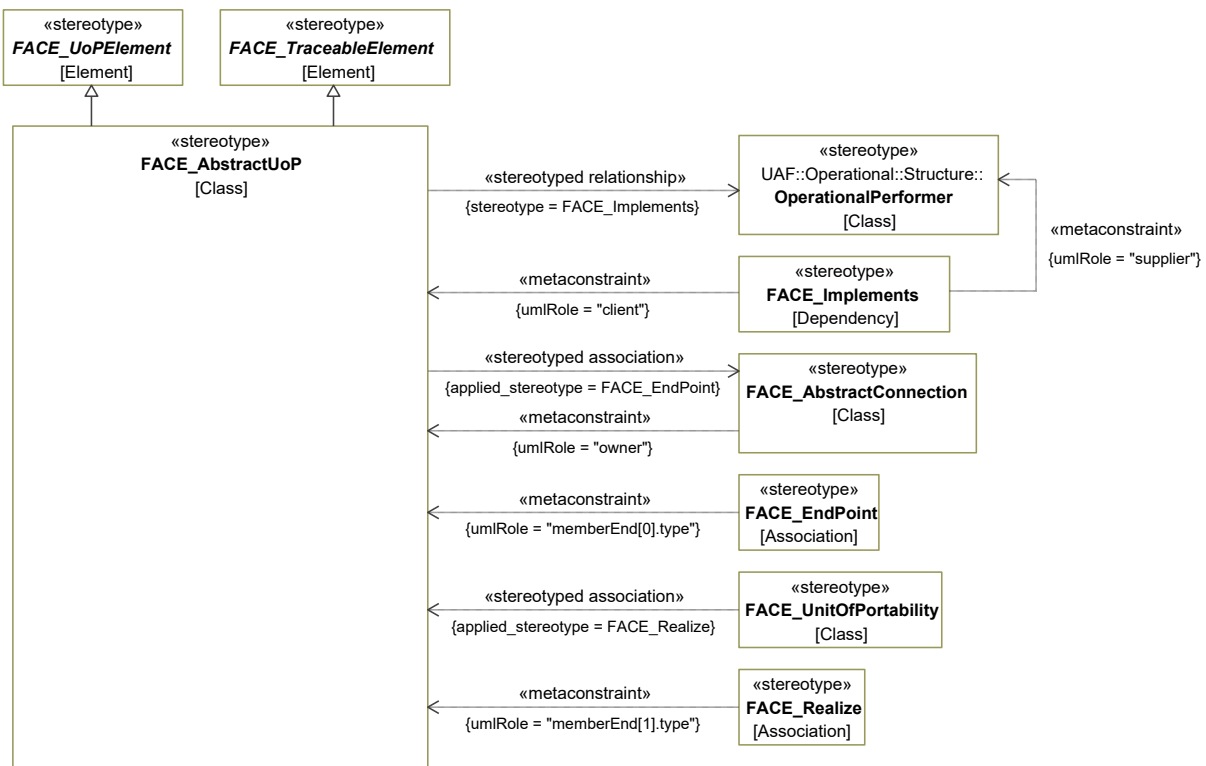 «stereotype»
FACE_UoPElement
[Element]
«stereotype»
FACE_TraceableElement
[Element]
«stereotype»
FACE_AbstractUoP
[Class]
«stereotyped relationship»
{stereotype = FACE_Implements}
«stereotype»
UAF::Operational::Structure::
OperationalPerformer
[Class]
«metaconstraint»
{umlRole = "supplier"}
«metaconstraint»
{umlRole = "client"}
«stereotype»
FACE_Implements
[Dependency]
«stereotyped association»
{applied_stereotype = FACE_EndPoint}
«metaconstraint»
{umlRole = "owner"}
«stereotype»
FACE_AbstractConnection
[Class]
«metaconstraint»
{umlRole = "memberEnd[0].type"}
«stereotype»
FACE_EndPoint
[Association]
«stereotyped association»
{applied_stereotype = FACE_Realize}
«stereotype»
FACE_UnitOfPortability
[Class]
«metaconstraint»
{umlRole = "memberEnd[1].type"}
«stereotype»
FACE_Realize
[Association]